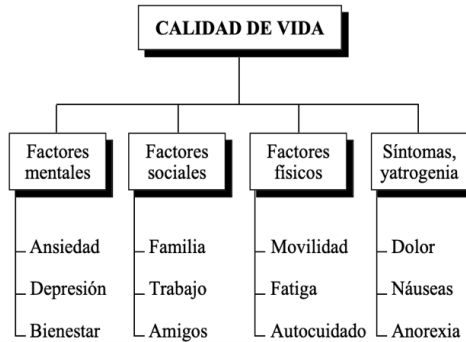 CALIDAD DE VIDA
Factores
mentales
Factores
sociales
Factores
físicos
Síntomas,
yatrogenia
Ansiedad
Depresión
Bienestar
Familia
Trabajo
Amigos
Movilidad
Fatiga
Autocuidado
Dolor
Náuseas
Anorexia